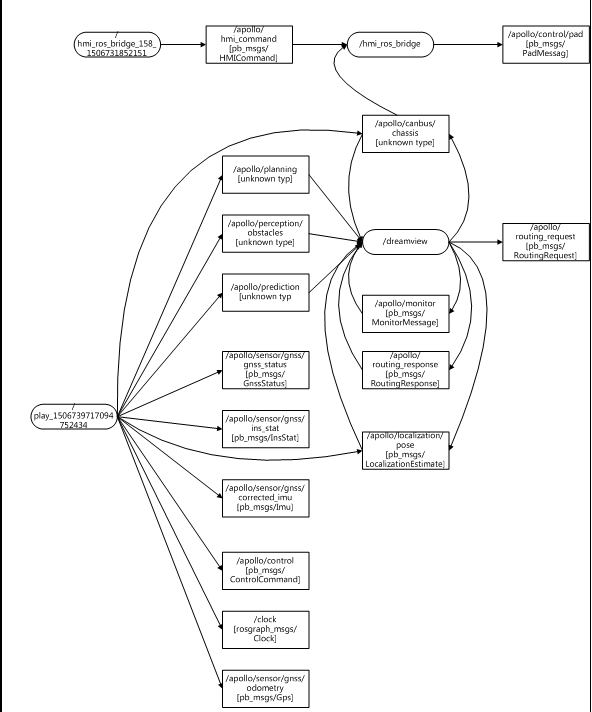 /
hmi_ros_bridge_158_
1506731852151
/apollo/
hmi_command
[pb_msgs/
HMICommand]
/hmi_ros_bridge
/apollo/control/pad
[pb_msgs/
PadMessag]
/apollo/canbus/
chassis
[unknown type]
/apollo/planning
[unknown typ]
/apollo/perception/
obstacles
[unknown type]
/dreamview
/apollo/
routing_request
[pb_msgs/
RoutingRequest]
/apollo/prediction
[unknown typ
/apollo/monitor
[pb_msgs/
MonitorMessage]
/apollo/sensor/gnss/
gnss_status
[pb_msgs/
GnssStatus]
/apollo/
routing_response
[pb_msgs/
RoutingResponse]
/
play_1506739717094
752434
/apollo/sensor/gnss/
ins_stat
[pb_msgs/InsStat]
/apollo/localization/
pose
[pb_msgs/
LocalizationEstimate]
/apollo/sensor/gnss/
corrected_imu
[pb_msgs/Imu]
/apollo/control
[pb_msgs/
ControlCommand]
/clock
[rosgraph_msgs/
Clock]
/apollo/sensor/gnss/
odometry
[pb_msgs/Gps]